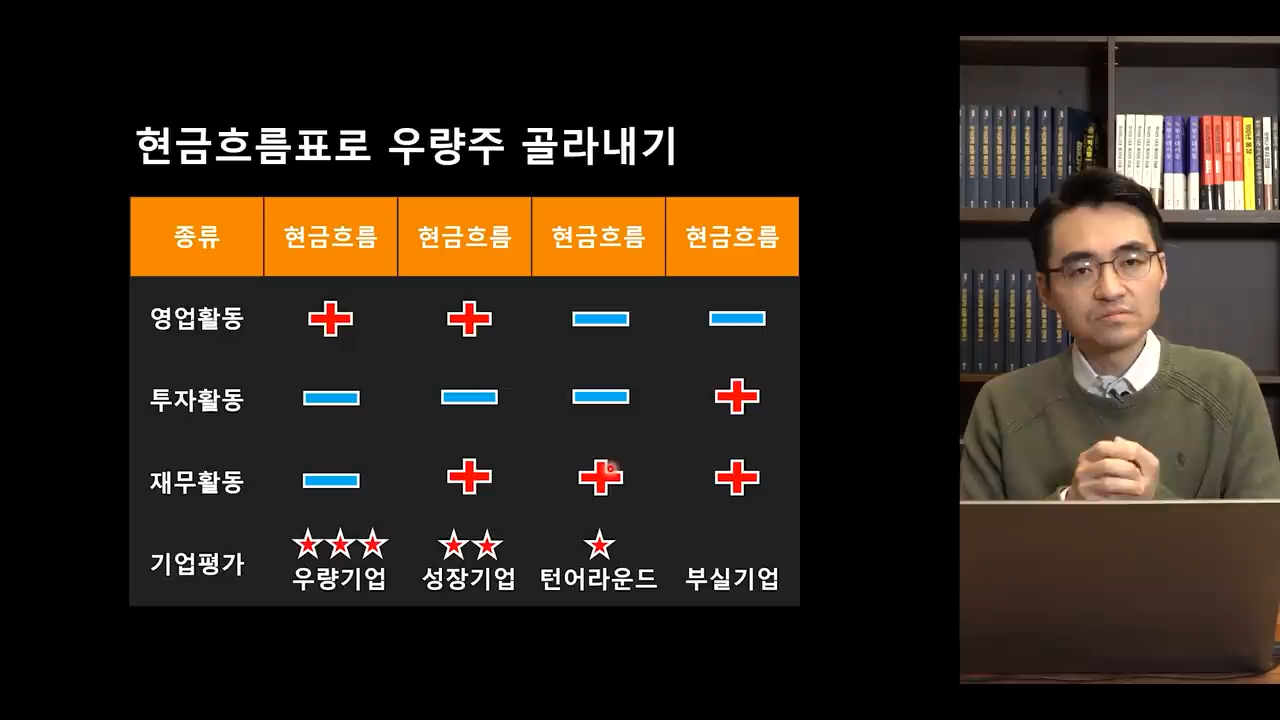 현금흐름표로 우량주 골라내기
종류 현금흐름 현금흐름 현금흐름 현금흐름
영업활동
투자활동
재무활동
기업평가
우량기업 성장기업 턴어라운드 부실기업